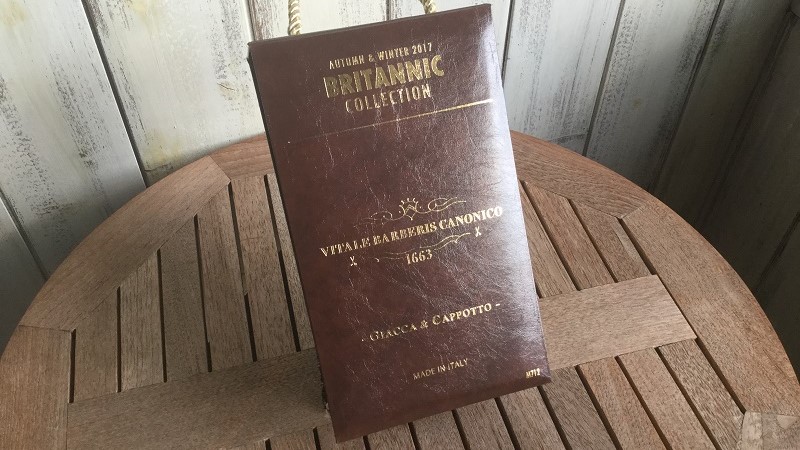 AUTUMN & WINTER 2017
BRITANNIC
COLLECTION
VITALE BARBERIS CANONICO
1663
- GIACCA & CAPPOTTO -
MADE IN ITALY